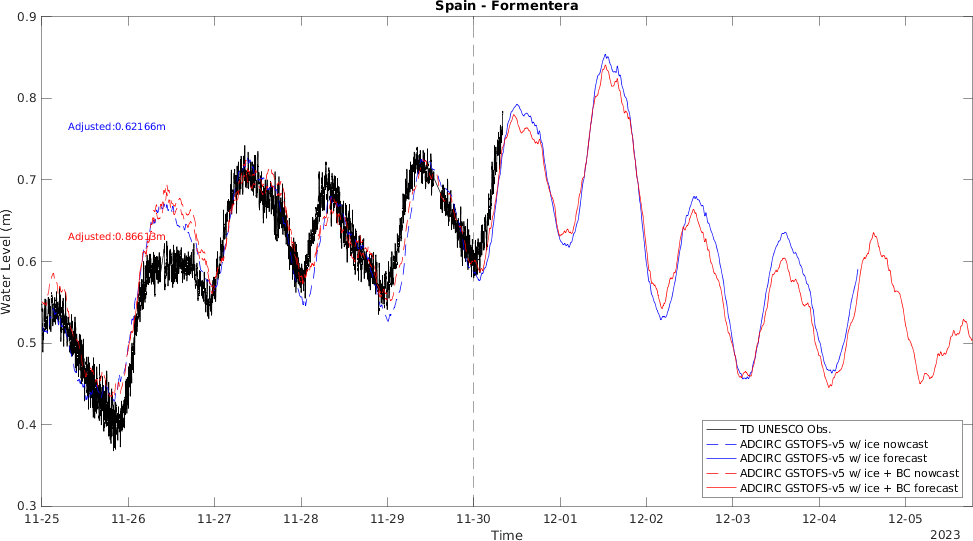 Spain - Formentera
0.9
0.8
0.7
0.6
0.5
0.4
0.3
Water Level (m)
Adjusted:0.62166m
Adjusted:0.86613m
TD UNESCO Obs.
ADCIRC GSTOFS-v5 w/ ice nowcast
ADCIRC GSTOFS-v5 w/ ice forecast
ADCIRC GSTOFS-v5 w/ ice + BC nowcast
ADCIRC GSTOFS-v5 w/ ice + BC forecast
11-25 11-26 11-27 11-28 11-29 11-30 12-01 12-02 12-03 12-04 12-05
Time
2023